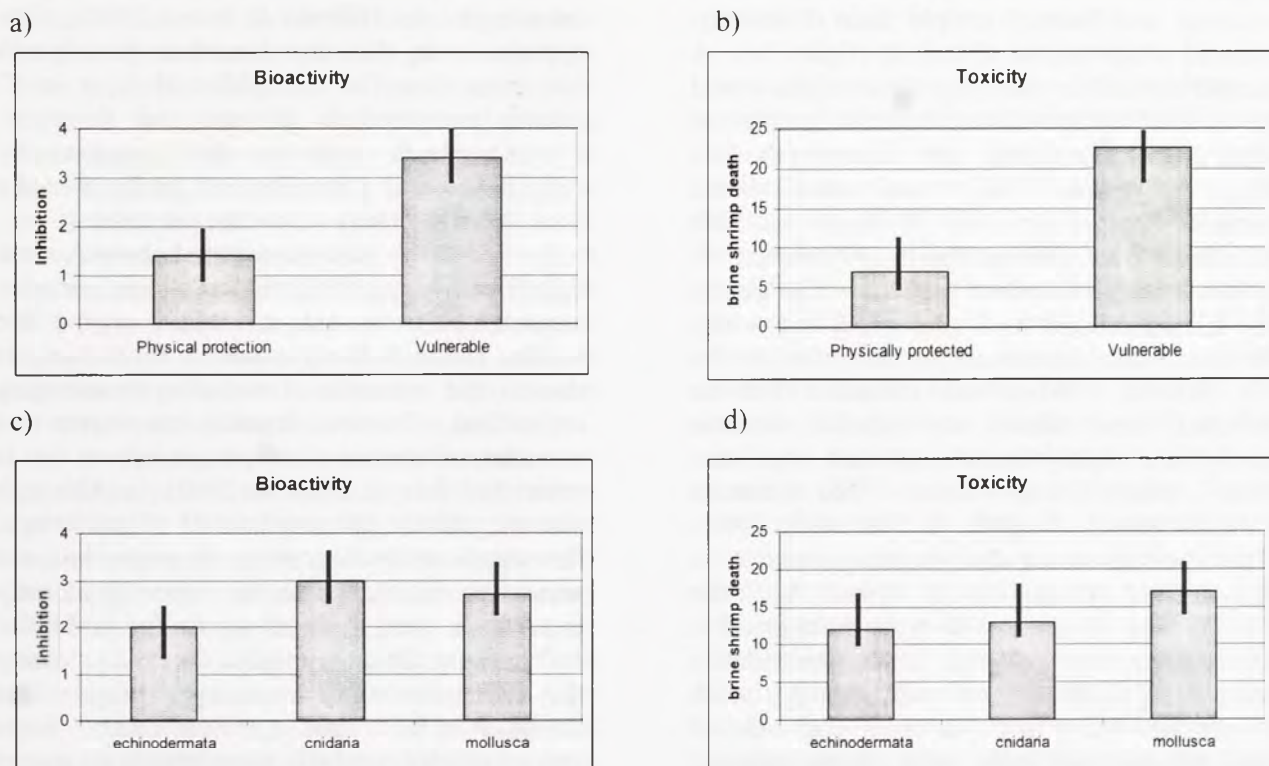 a)
Bioactivity
Inhibition
4
3
2
1
0
Physical protection Vulnerable
b)
Toxicity
brine shrimp death
25
20
15
10
5
0
Physically protected Vulnerable
c)
Bioactivity
Inhibition
4
3
2
1
0
echinodermata cnidaria mollusca
d)
Toxicity
brine shrimp death
25
20
15
10
5
0
echinodermata cnidaria mollusca